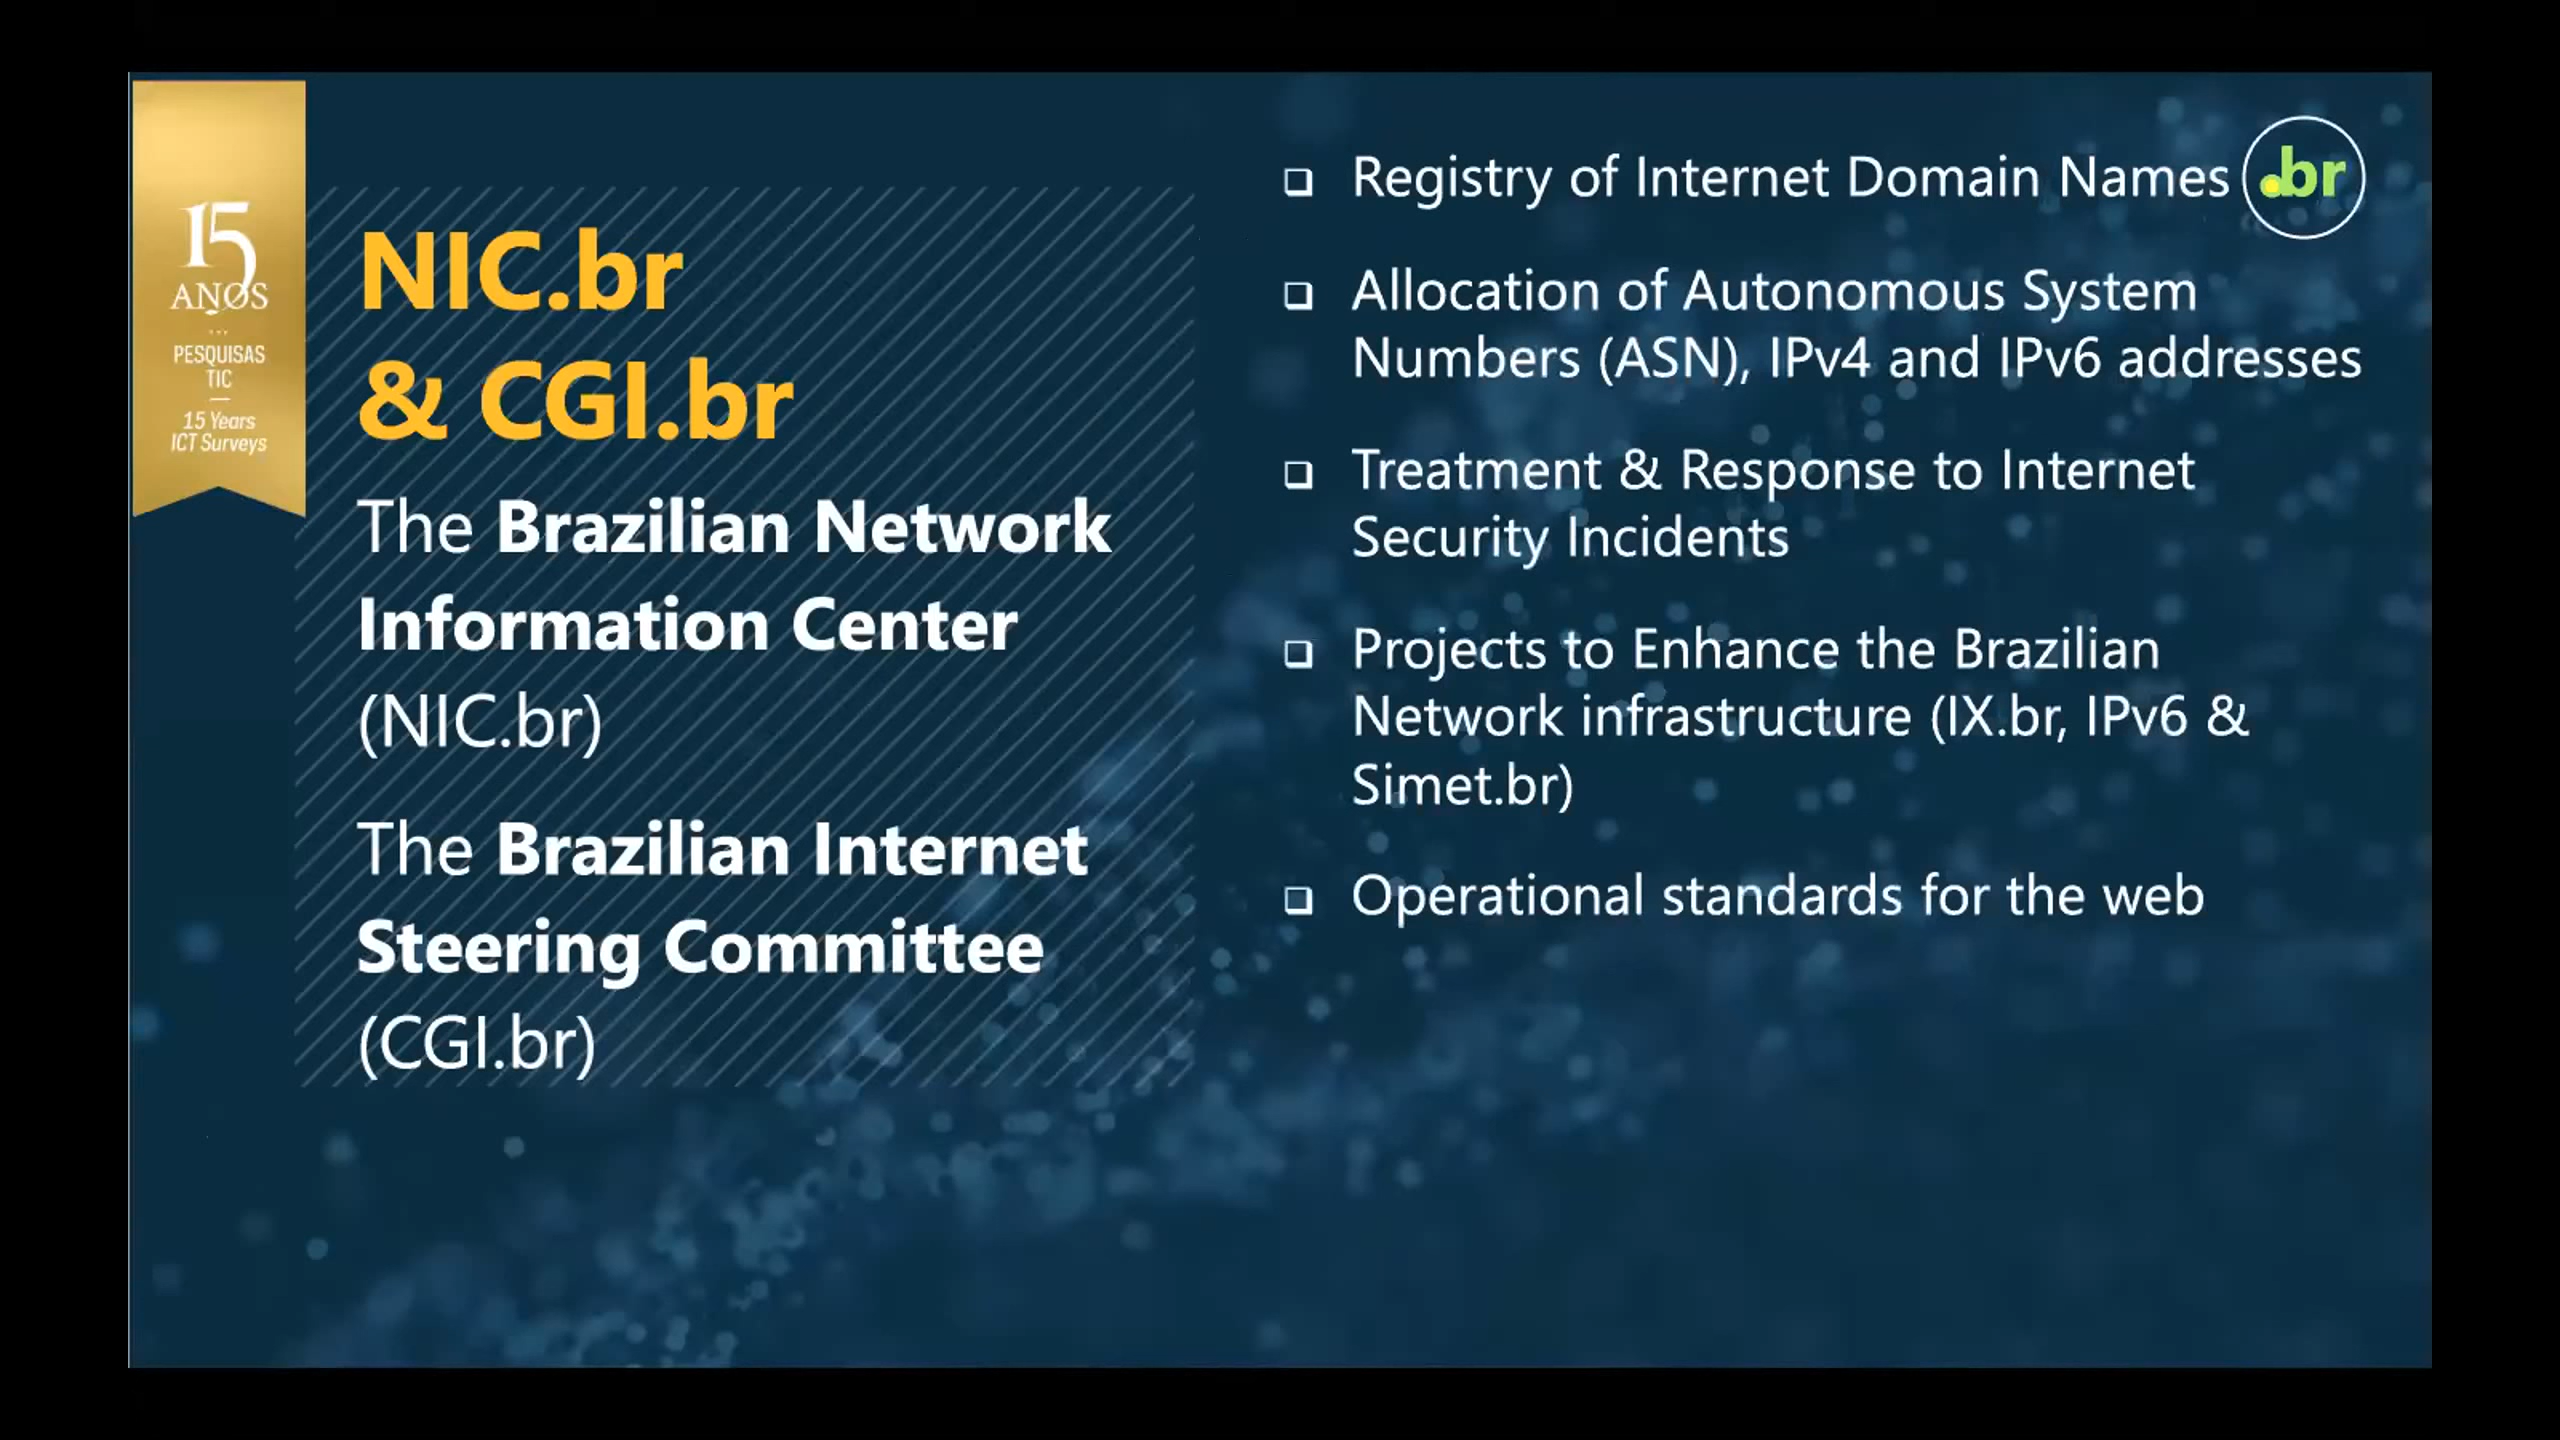 15
ANOS
PESQUISAS
TIC
15 Years
ICT Surveys
NIC.br
& CGI.br
The Brazilian Network
Information Center
(NIC.br)
The Brazilian Internet
Steering Committee
(CGI.br)
Registry of Internet Domain Names
.br
Allocation of Autonomous System
Numbers (ASN), IPv4 and IPv6 addresses
Treatment & Response to Internet
Security Incidents
Projects to Enhance the Brazilian
Network infrastructure (IX.br, IPv6 &
Simet.br)
Operational standards for the web